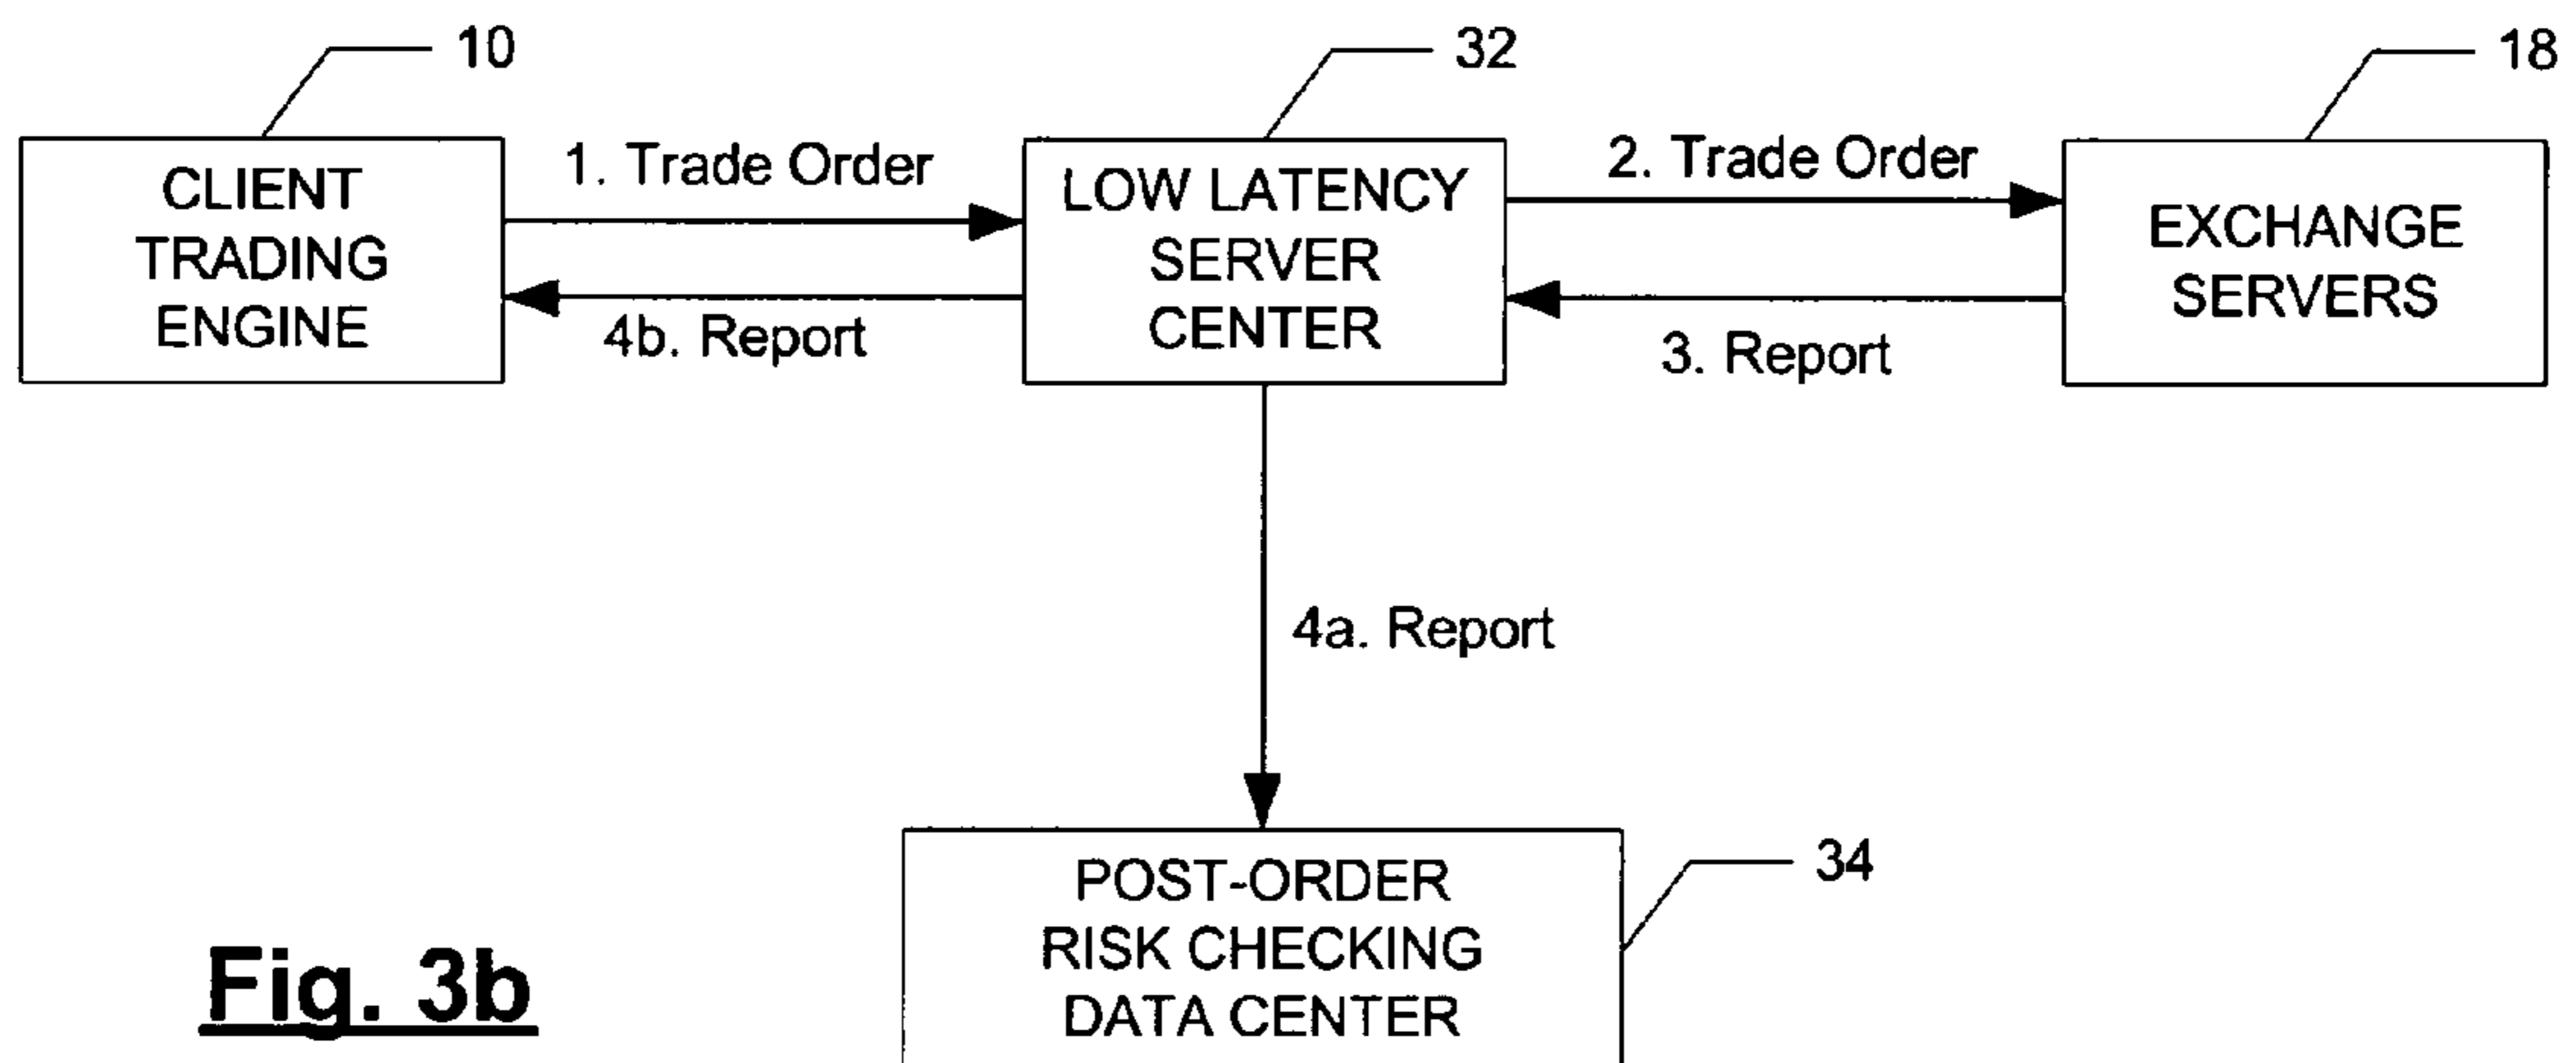 10
32
18
CLIENT
TRADING
ENGINE
1. Trade Order
4b. Report
LOW LATENCY
SERVER
CENTER
2. Trade Order
3. Report
EXCHANGE
SERVERS
4a. Report
POST-ORDER
RISK CHECKING
DATA CENTER
34
Fig. 3b